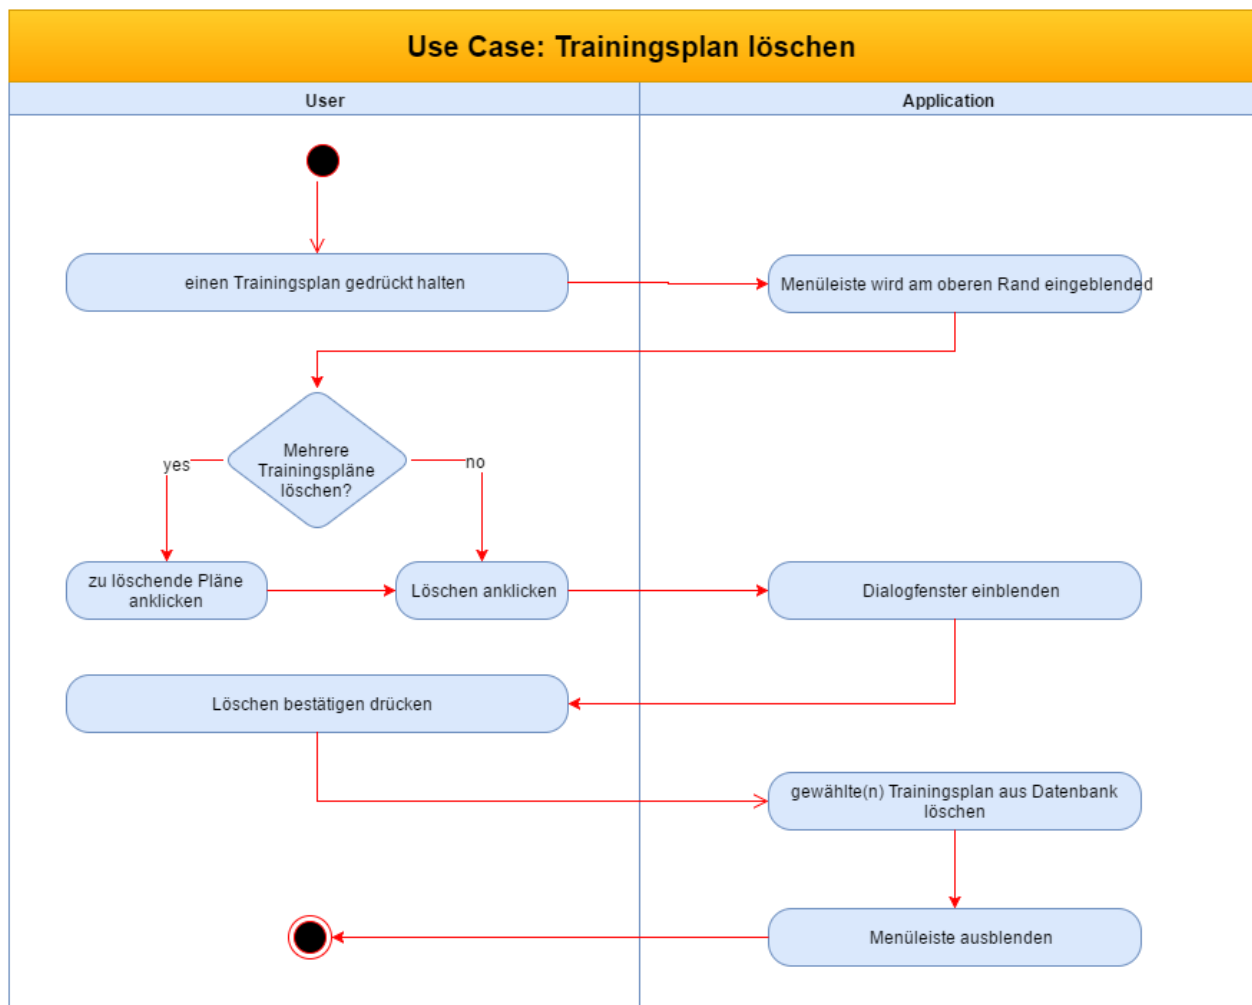 Use Case: Trainingsplan löschen
User
Application
einen Trainingsplan gedrückt halten
Menüleiste wird am oberen Rand eingeblended
Mehrere
Trainingspläne
löschen?
yes
no
zu löschende Pläne
anklicken
Löschen anklicken
Dialogfenster einblenden
Löschen bestätigen drücken
gewählte(n) Trainingsplan aus Datenbank
löschen
Menüleiste ausblenden